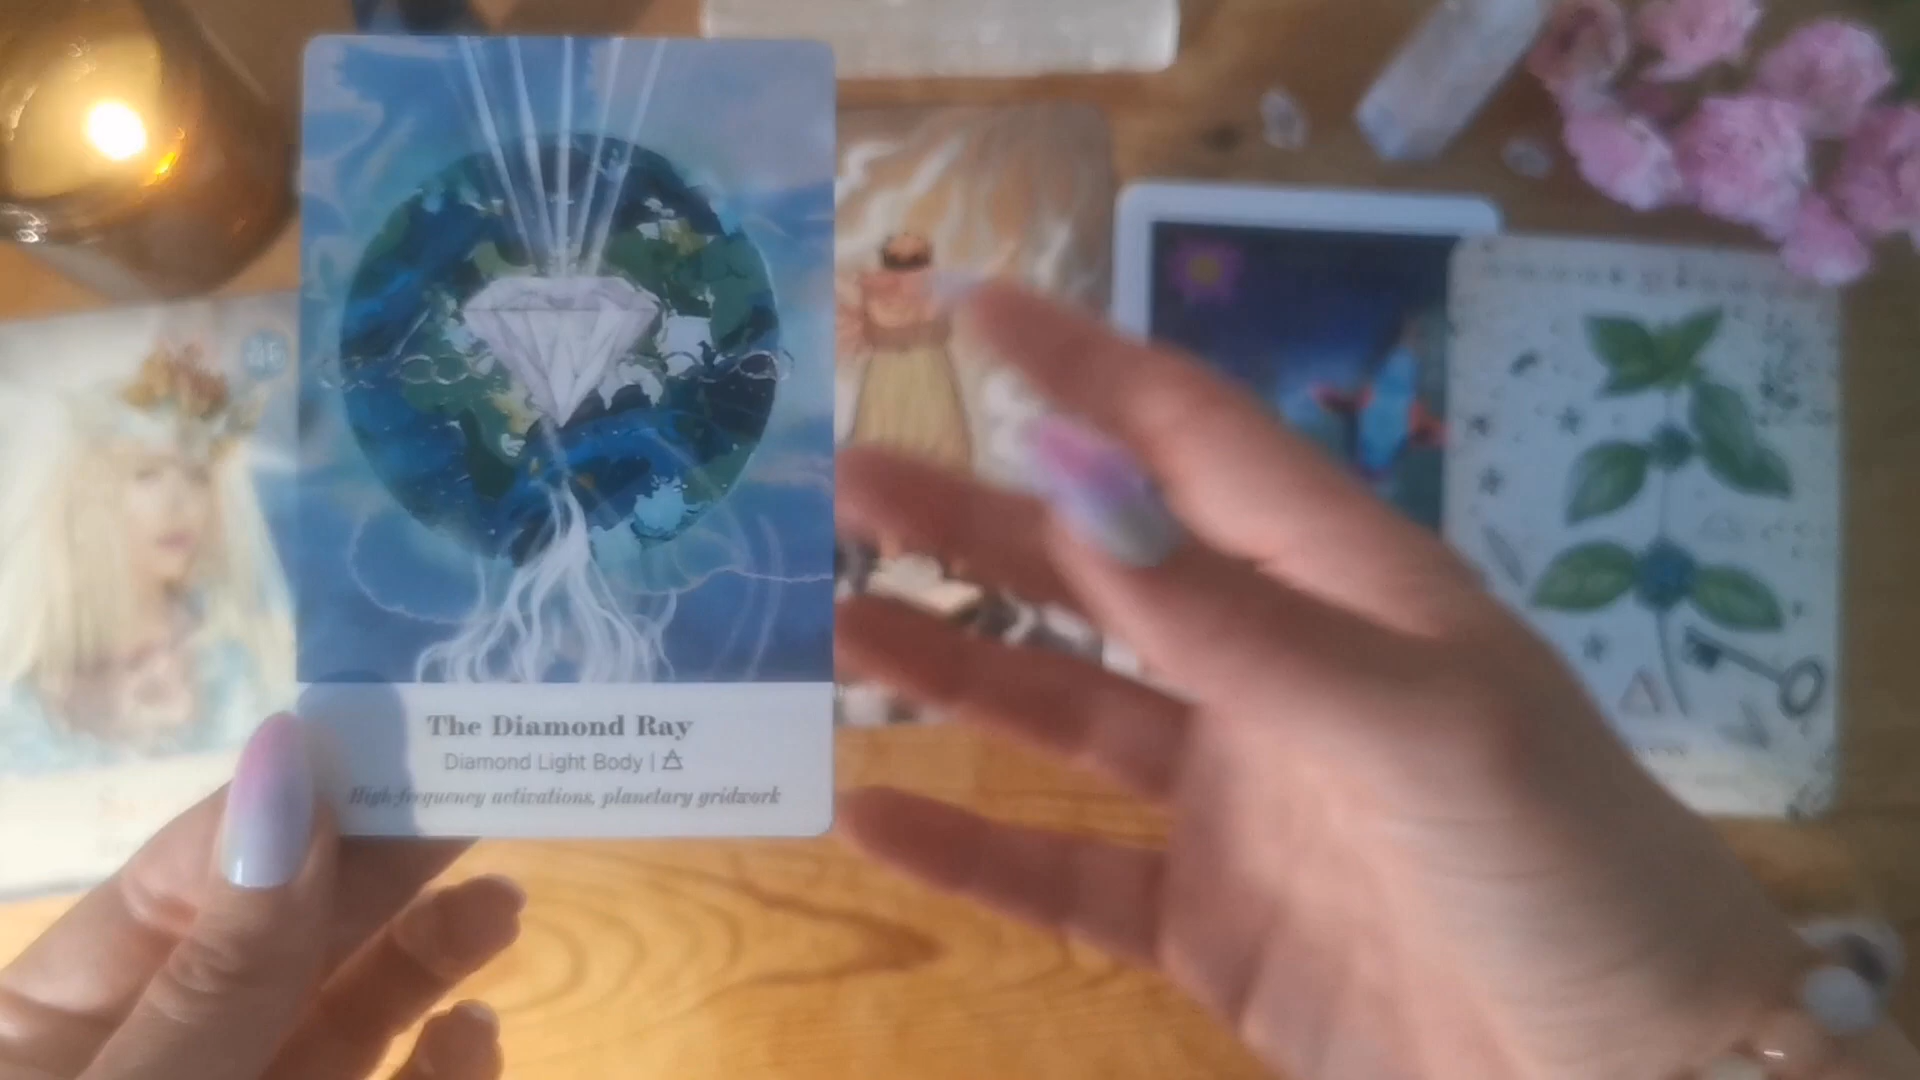 The Diamond Ray
Diamond Light Body |
High-frequency activations, planetary gridwork